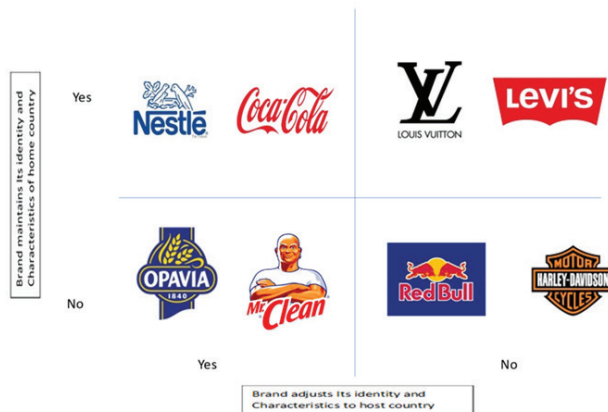 Brand maintains Its identity and
Characteristics of home country
Yes
Nestlé
Coca-Cola
LV
LOUIS VUITTON
LEVI'S
No
OPAVIA
1840
Mr.
Clean
Red Bull
MOTOR
HARLEY-DAVIDSON
CYCLES
Yes
No
Brand adjusts Its identity and
Characteristics to host country